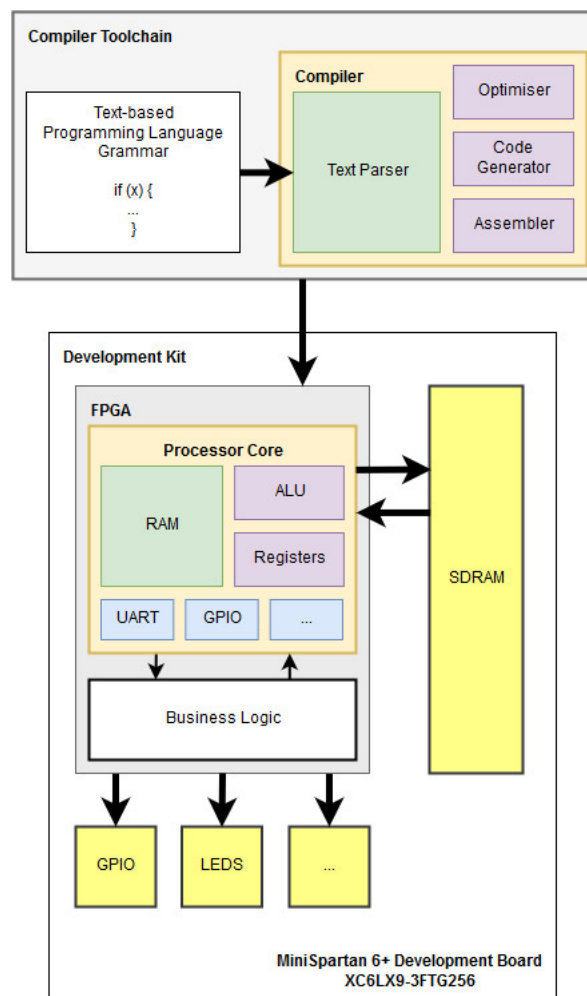 Compiler Toolchain
Text-based
Programming Language
Grammar
if (x) {
...
}
Compiler
Text Parser
Optimiser
Code
Generator
Assembler
Development Kit
FPGA
Processor Core
RAM
ALU
Registers
UART
GPIO
...
Business Logic
SDRAM
GPIO
LEDS
...
MiniSpartan 6+ Development Board
XC6LX9-3FTG256